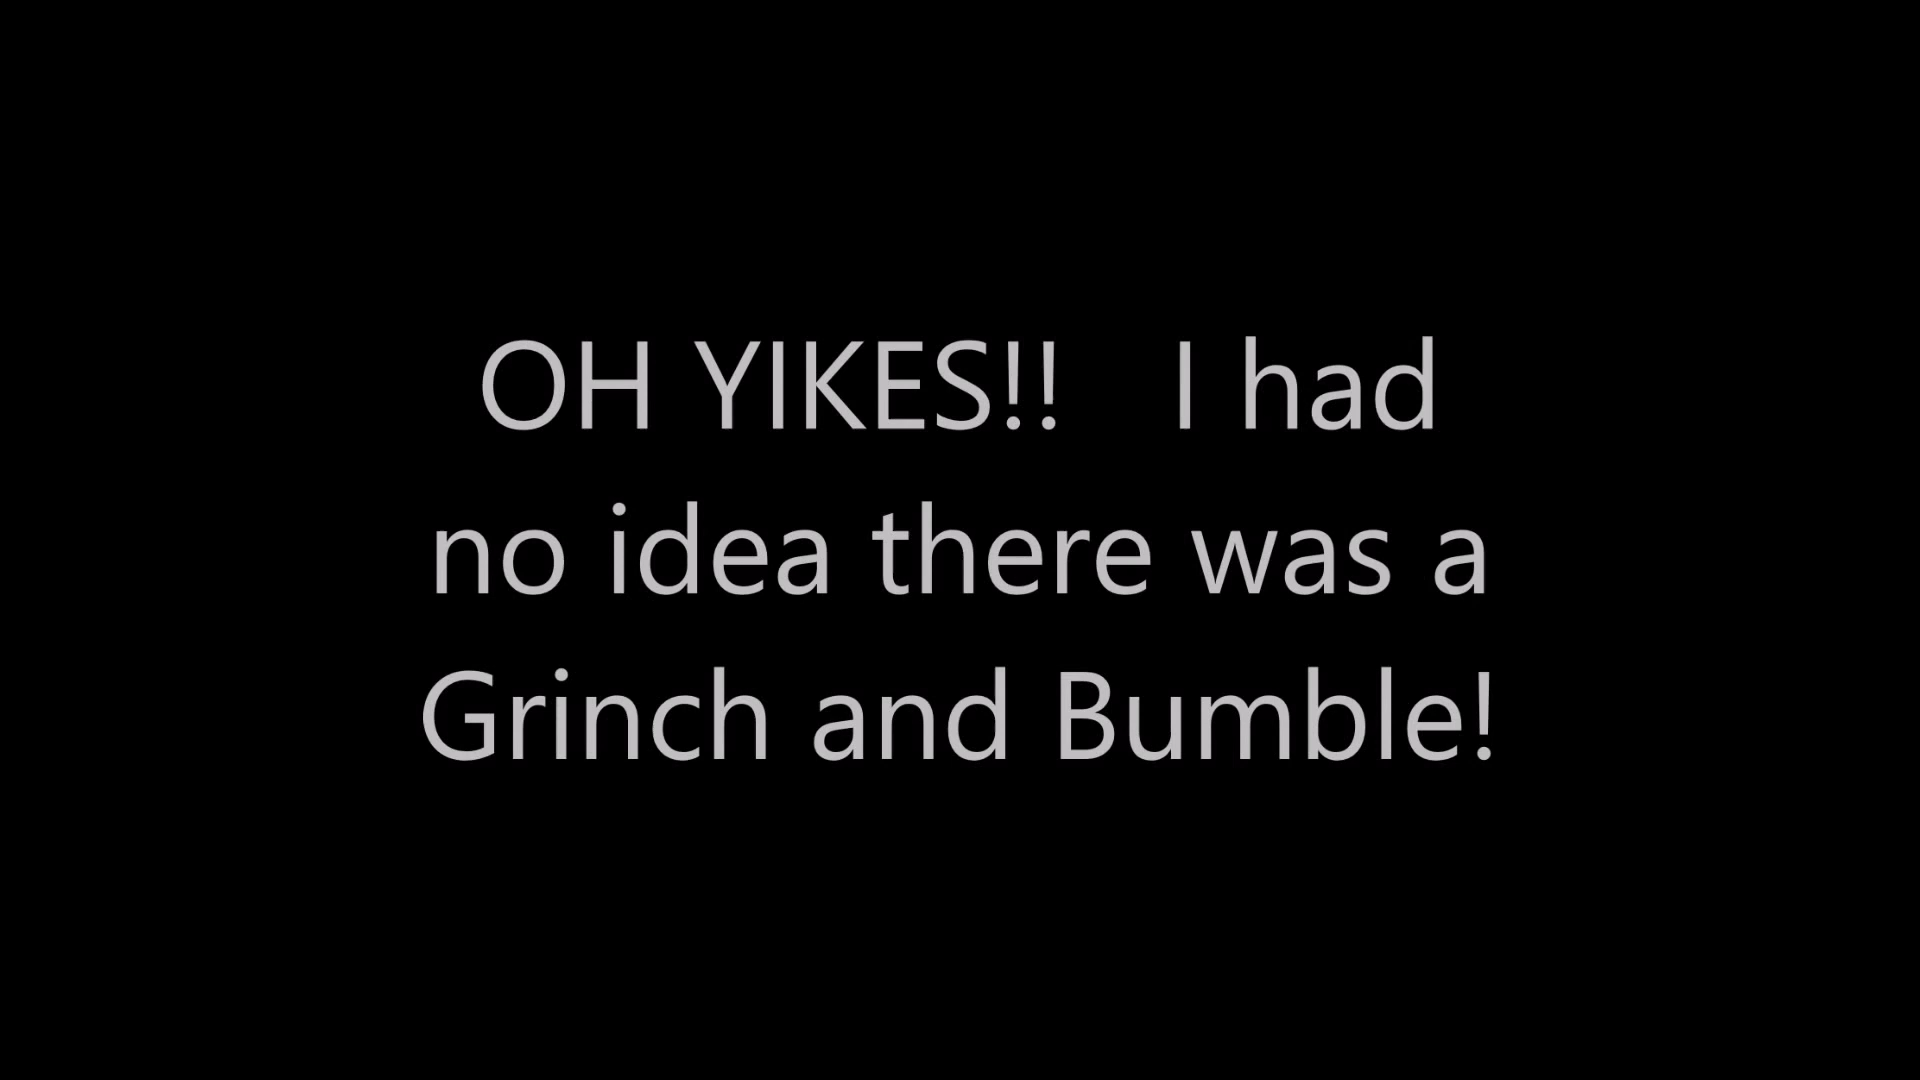 OH YIKES!!   I had
no idea there was a
Grinch and Bumble!